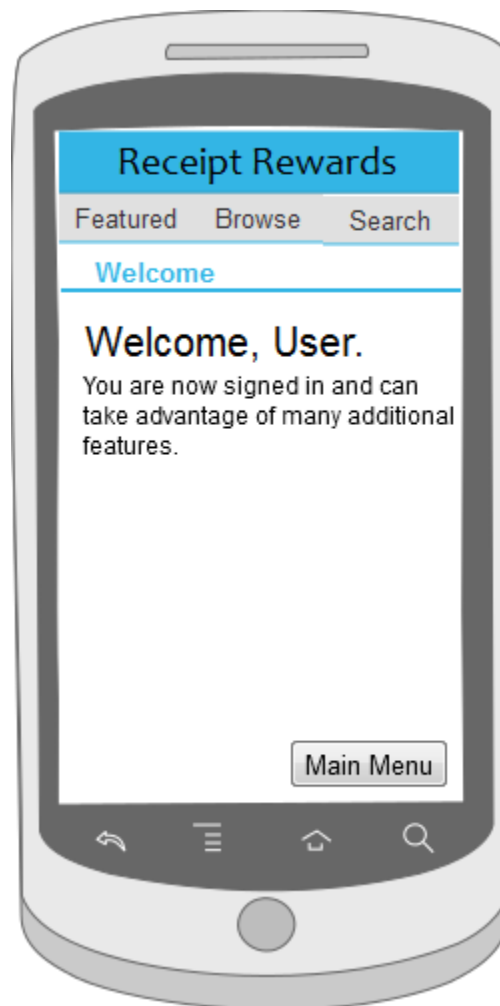 Receipt Rewards
Featured Browse Search
Welcome
Welcome, User.
You are now signed in and can
take advantage of many additional
features.
Main Menu